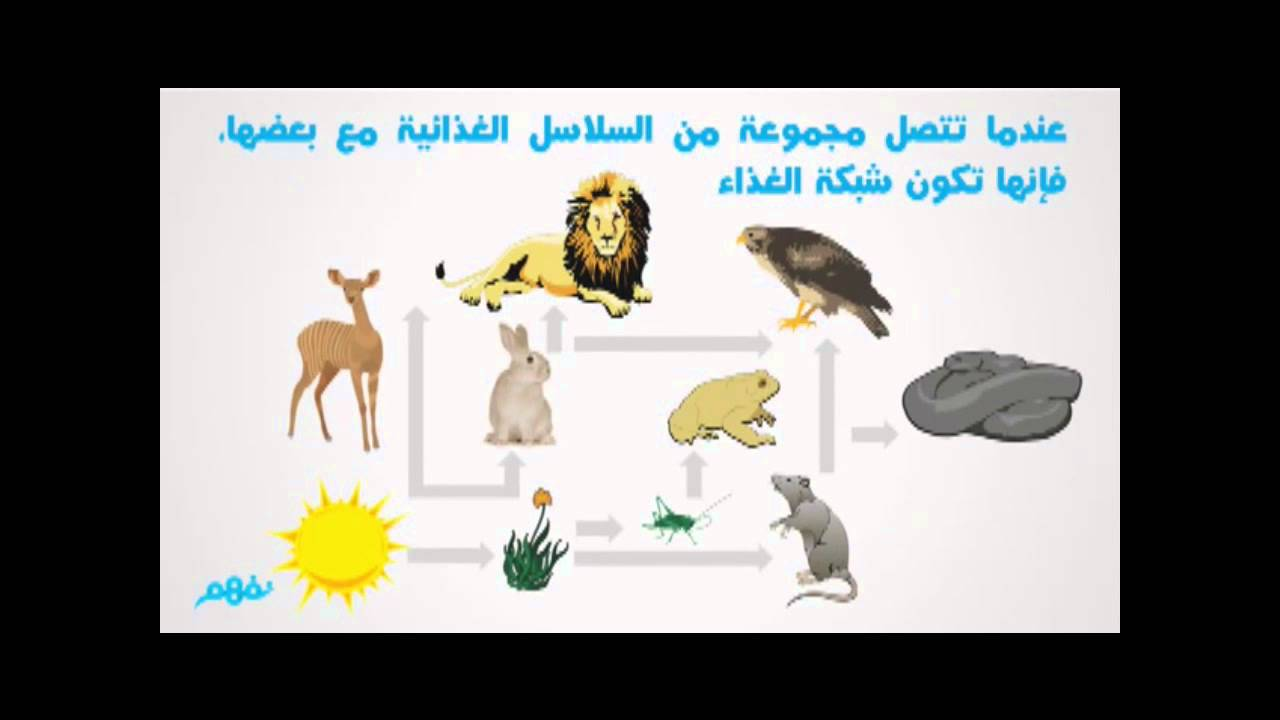 عندما تتصل مجموعة من السلاسل الغذائية مع بعضها،
فإنها تكون شبكة الغذاء
نفهم